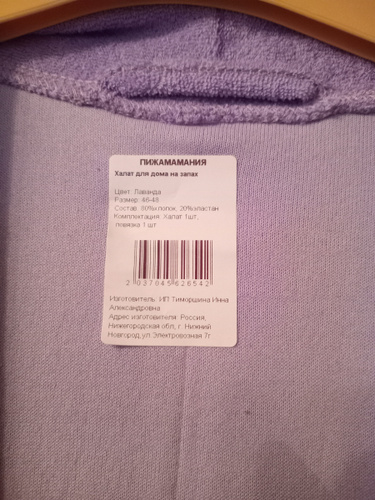 ПИЖАМАМАНИЯ
Халат для дома на запах
Цвет: Лаванда
Размер: 46-48
Состав: 80%хлопок, 20%эластан
Комплектация: Халат 1шт,
повязка 1 шт
2037045626542
Изготовитель: ИП Тиморшина Инна
Александровна
Адрес изготовителя: Россия,
Нижегородская обл, г. Нижний
Новгород,ул Электровозная 7г